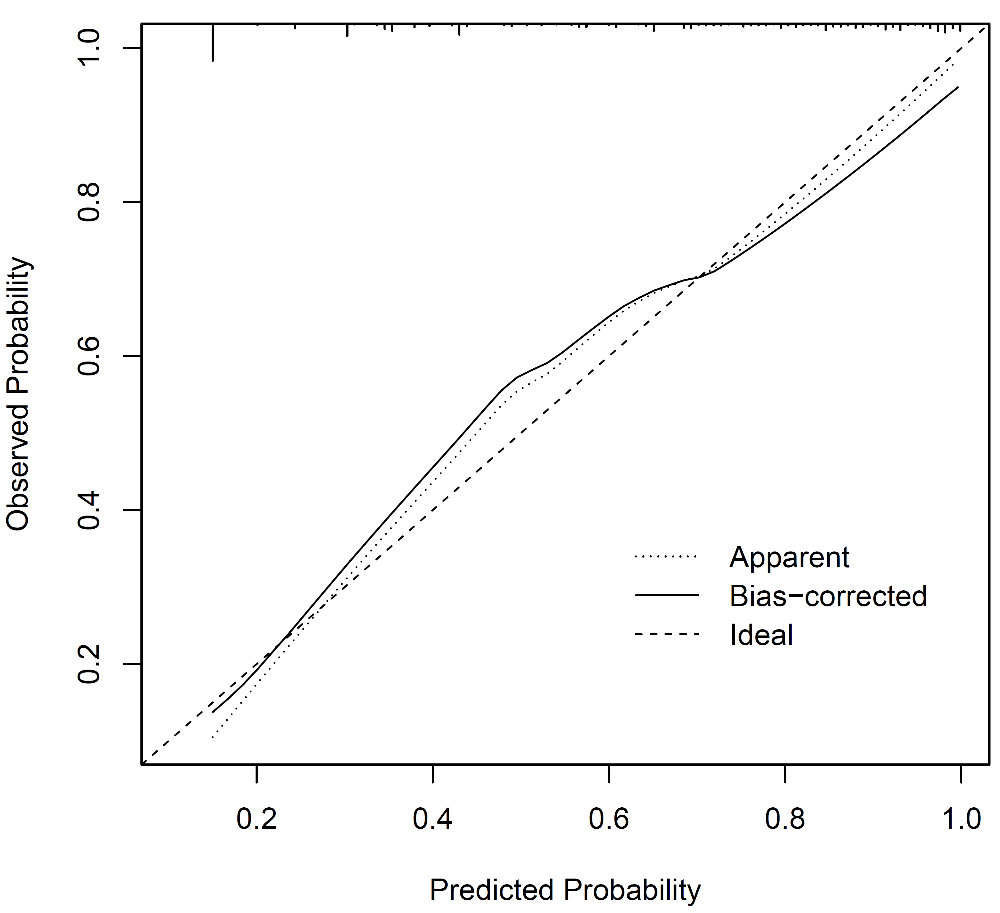 Observed Probability
1.0
0.8
0.6
0.4
0.2
Apparent
Bias−corrected
Ideal
0.2 0.4 0.6 0.8 1.0
Predicted Probability